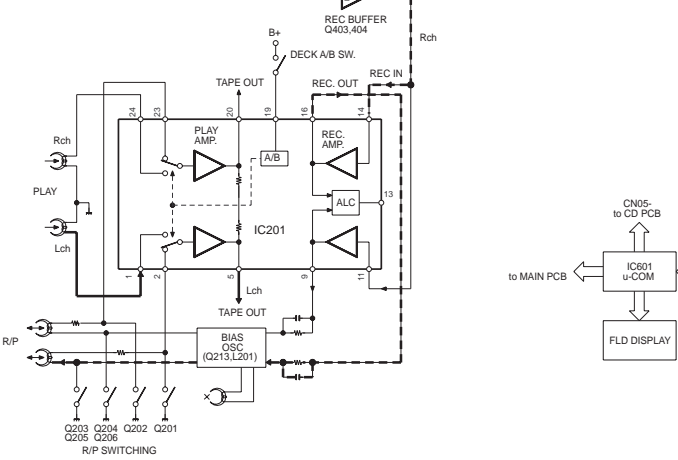 REC BUFFER
Q403,404
Rch
B+
DECK A/B SW.
TAPE OUT
REC. OUT
REC IN
24
23
20
19
16
14
PLAY
AMP.
REC.
AMP.
Rch
A/B
PLAY
ALC
13
IC201
Lch
1
2
5
9
11
Lch
TAPE OUT
R/P
BIAS
OSC
(Q213,L201)
Q203
Q205
Q204
Q206
Q202
Q201
R/P SWITCHING
CN05-
to CD PCB
to MAIN PCB
IC601
u-COM
FLD DISPLAY